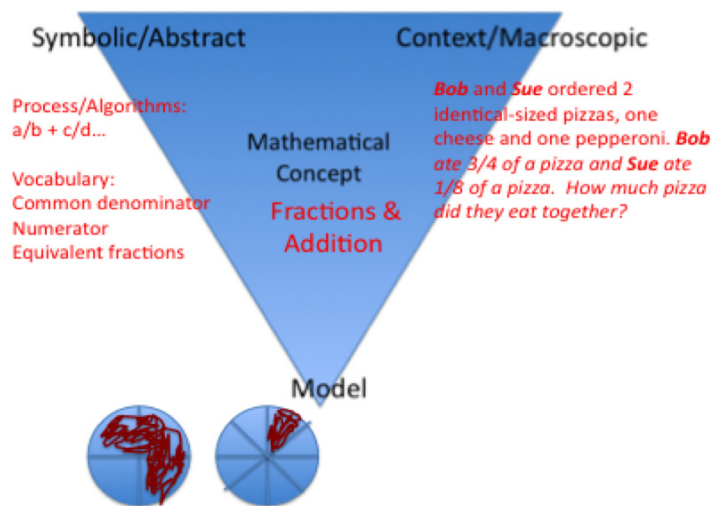 Symbolic/Abstract
Context/Macroscopic
Process/Algorithms:
a/b + c/d...
Vocabulary:
Common denominator
Numerator
Equivalent fractions
Mathematical
Concept
Fractions &
Addition
Bob and Sue ordered 2
identical-sized pizzas, one
cheese and one pepperoni. Bob
ate 3/4 of a pizza and Sue ate
1/8 of a pizza. How much pizza
did they eat together?
Model